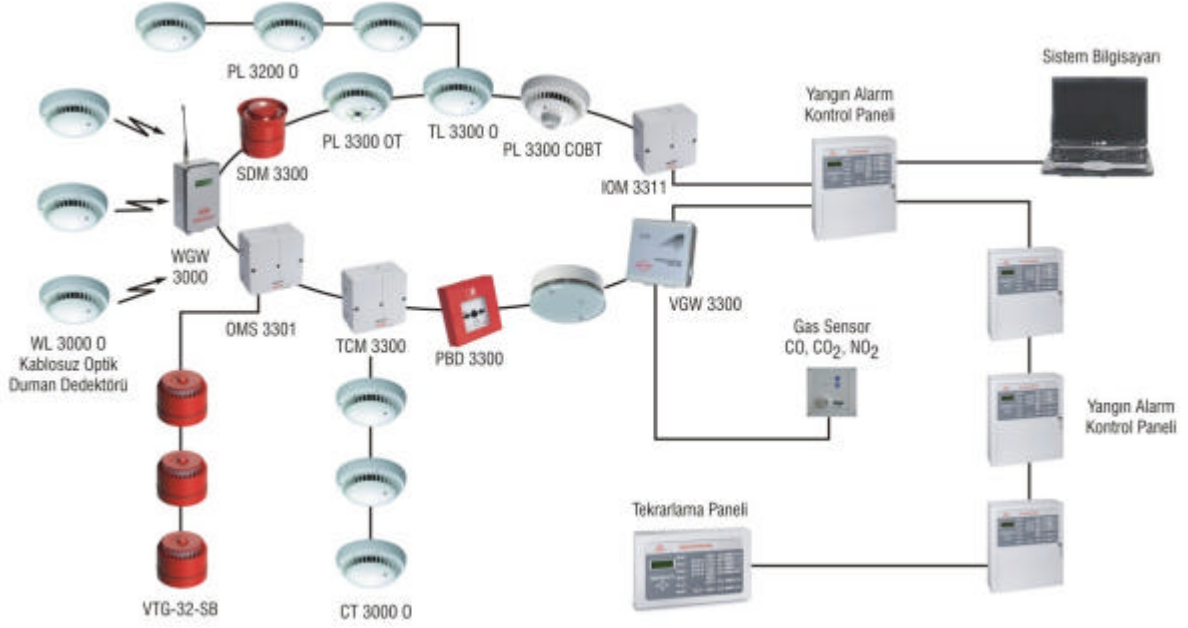 PL 3200 O
Sistem Bilgisayarı
Yangın Alarm
Kontrol Paneli
PL 3300 OT
TL 3300 O
PL 3300 COBT
SDM 3300
IOM 3311
WGW
3000
VGW 3300
OMS 3301
TCM 3300
PBD 3300
Gas Sensor
CO, CO2, NO2
WL 3000 O
Kablosuz Optik
Duman Dedektörü
Yangın Alarm
Kontrol Paneli
Tekrarlama Paneli
VTG-32-SB
CT 3000 O